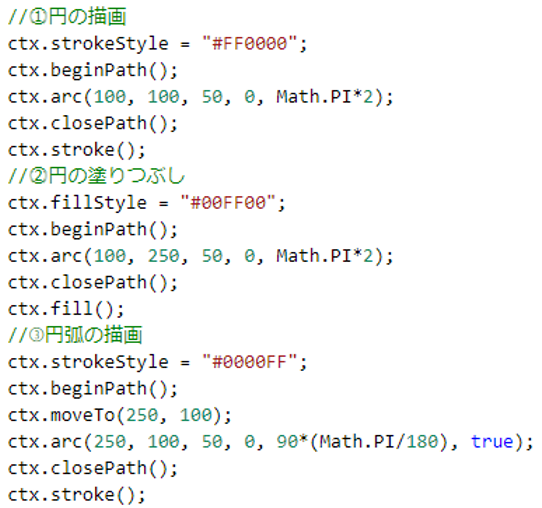 //①円の描画
ctx.strokeStyle = "#FF0000";
ctx.beginPath();
ctx.arc(100, 100, 50, 0, Math.PI*2);
ctx.closePath();
ctx.stroke();
//②円の塗りつぶし
ctx.fillStyle = "#00FF00";
ctx.beginPath();
ctx.arc(100, 250, 50, 0, Math.PI*2);
ctx.closePath();
ctx.fill();
//③円弧の描画
ctx.strokeStyle = "#0000FF";
ctx.beginPath();
ctx.moveTo(250, 100);
ctx.arc(250, 100, 50, 0, 90*(Math.PI/180), true);
ctx.closePath();
ctx.stroke();